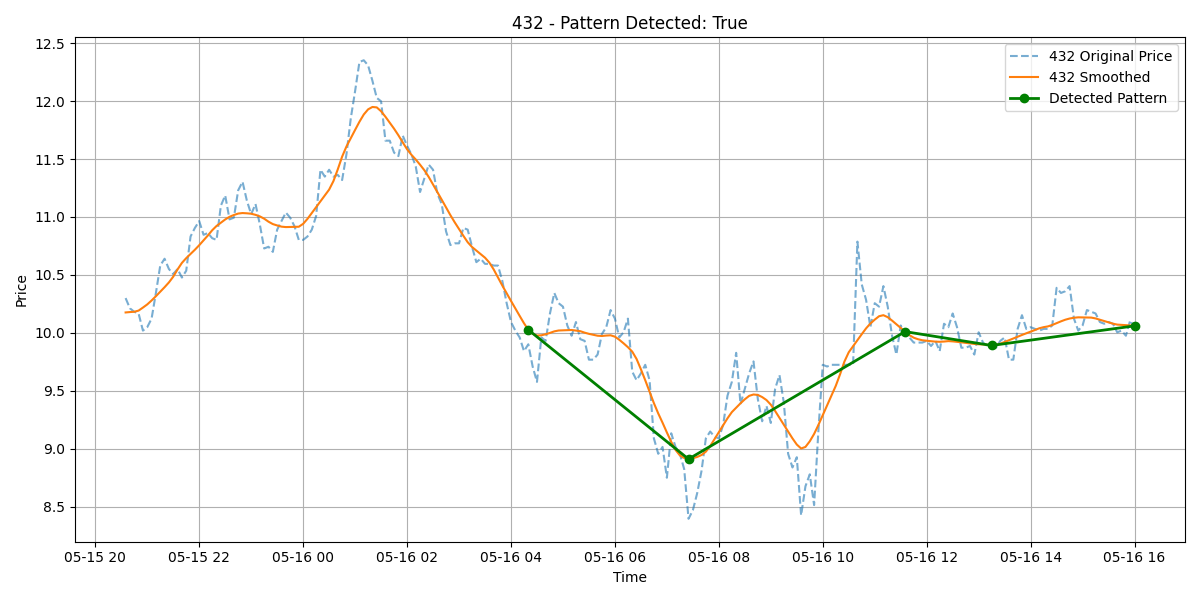 432 - Pattern Detected: True
12.5
12.0
11.5
11.0
10.5
10.0
9.5
9.0
8.5
Price
432 Original Price
432 Smoothed
Detected Pattern
05-15 20 05-15 22 05-16 00 05-16 02 05-16 04 05-16 06 05-16 08 05-16 10 05-16 12 05-16 14 05-16 16
Time